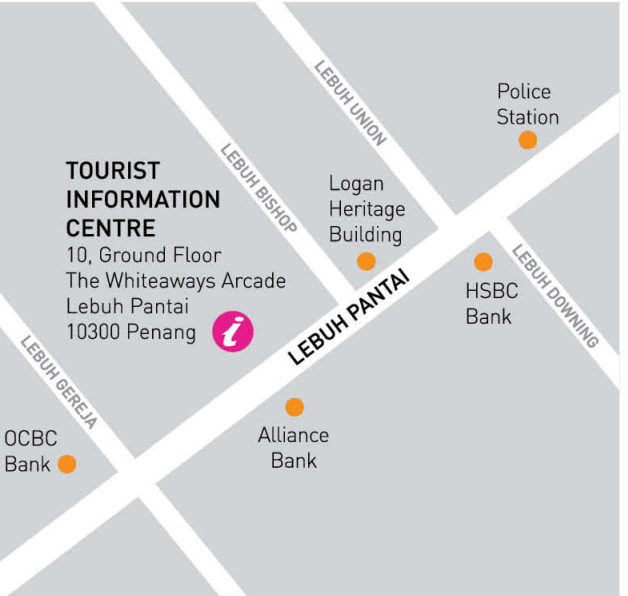 LEBUH UNION
Police
Station
LEBUH BISHOP
TOURIST
INFORMATION
CENTRE
10, Ground Floor
The Whiteaways Arcade
Lebuh Pantai
10300 Penang
i
Logan
Heritage
Building
LEBUH PANTAI
HSBC
Bank
LEBUH DOWNING
LEBUH GEREJA
OCBC
Bank
Alliance
Bank